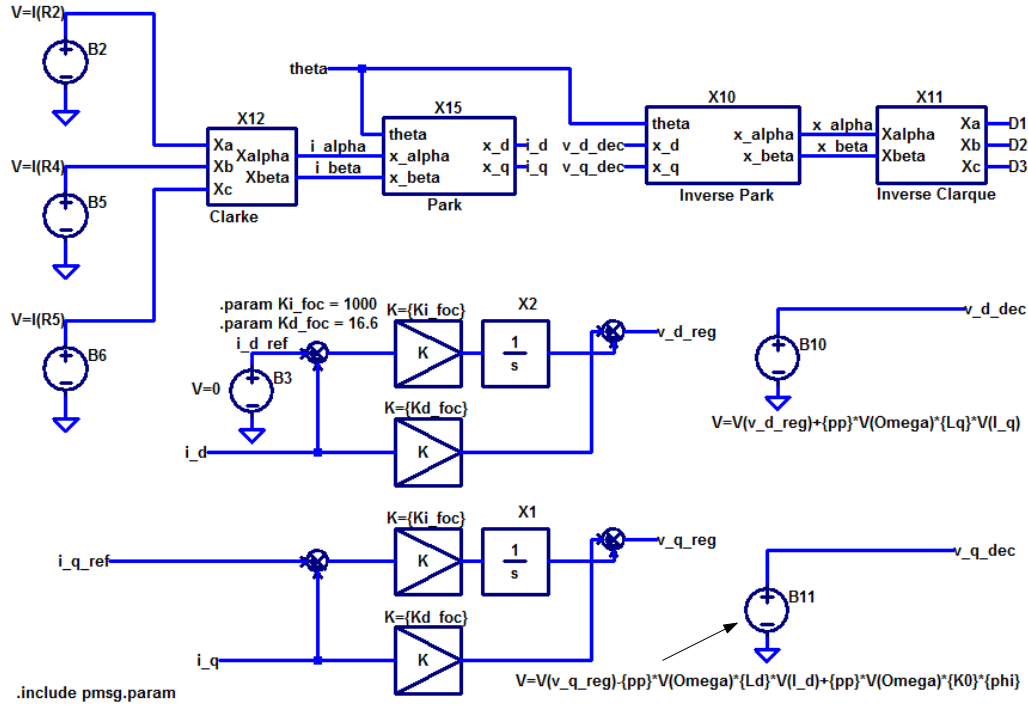 V=I(R2)
B2
theta
X12
X15
X10
X11
Xa
Xb
Xc
Xalpha
Xbeta
Clarke
i_alpha
i_beta
theta
x_alpha
x_beta
x_d
x_q
Park
i_d
i_q
v_d_dec
v_q_dec
theta
x_d
x_q
x_alpha
x_beta
Inverse Park
x_alpha
x_beta
Xalpha
Xbeta
Xa
Xb
Xc
Inverse Clarque
D1
D2
D3
V=I(R4)
B5
V=I(R5)
B6
.param Ki_foc = 1000
.param Kd_foc = 16.6
i_d_ref
V=0
B3
K={Ki_foc}
K
X2
1
s
v_d_reg
K={Kd_foc}
K
i_d
v_d_dec
B10
V=V(v_d_reg)+{pp}*V(Omega)*{Lq}*V(I_q)
i_q_ref
K={Ki_foc}
K
X1
1
s
v_q_reg
K={Kd_foc}
K
i_q
v_q_dec
B11
V=V(v_q_reg)-{pp}*V(Omega)*{Ld}*V(I_d)+{pp}*V(Omega)*{K0}*{phi}
.include pmsg.param